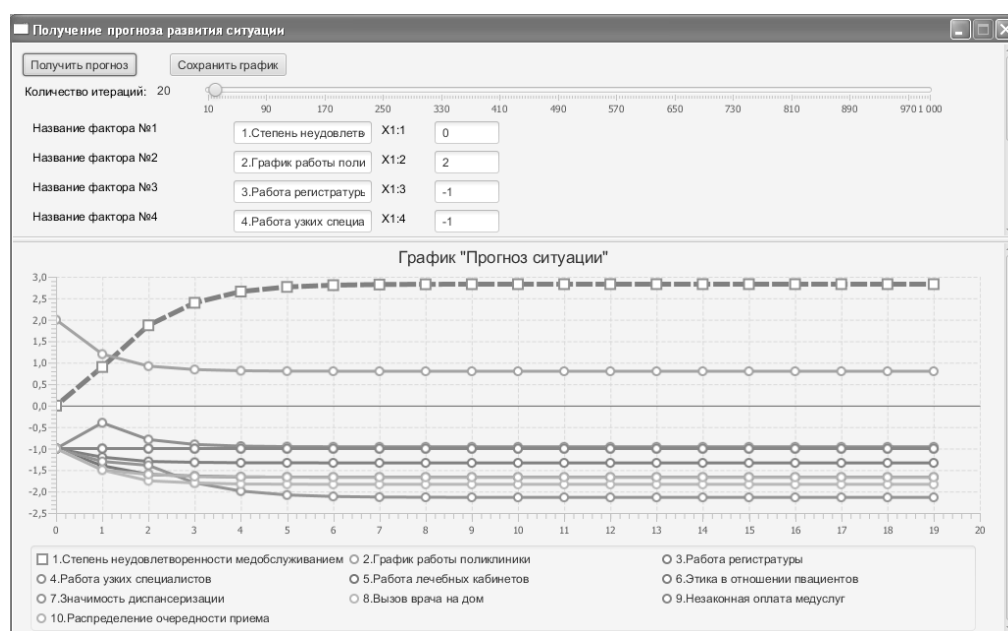 Получение прогноза развития ситуации
Получить прогноз Сохранить график
Количество итераций: 20
10 90 170 250 330 410 490 570 650 730 810 890 970 1 000
Название фактора №1 1.Степень неудовлетв X1:1 0
Название фактора №2 2.График работы поли X1:2 2
Название фактора №3 3.Работа регистратурь X1:3 -1
Название фактора №4 4.Работа узких специа X1:4 -1
График "Прогноз ситуации"
3,0
2,5
2,0
1,5
1,0
0,5
0,0
-0,5
-1,0
-1,5
-2,0
-2,5
0 1 2 3 4 5 6 7 8 9 10 11 12 13 14 15 16 17 18 19 20
1.Степень неудовлетворенности медобслуживанием 2.График работы поликлиники 3.Работа регистратуры
4.Работа узких специалистов 5.Работа лечебных кабинетов 6.Этика в отношении пвациентов
7.Значимость диспансеризации 8.Вызов врача на дом 9.Незаконная оплата медуслуг
10.Распределение очередности приема